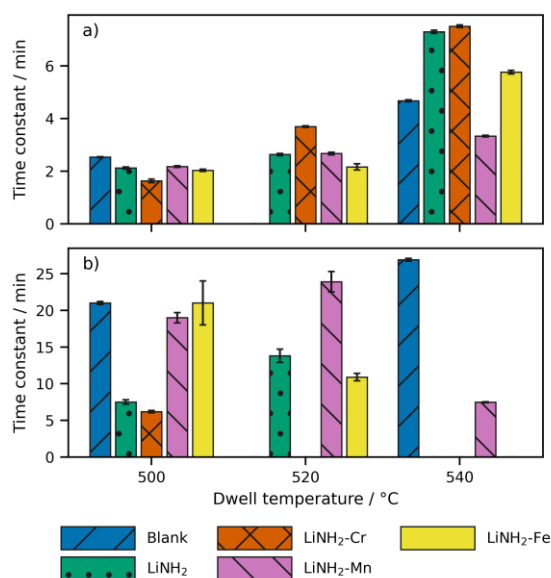 a)
Time constant / min
6
4
2
0
b)
Time constant / min
25
20
15
10
5
0
500
520
540
Dwell temperature / °C
Blank
LiNH₂-Cr
LiNH₂-Fe
LiNH₂
LiNH₂-Mn